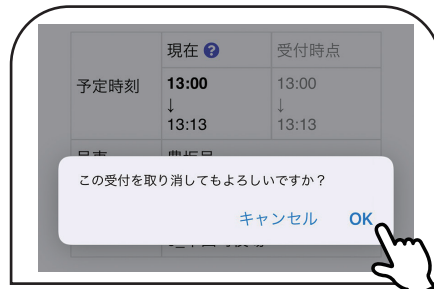 現在 ? 受付時点
予定時刻 13:00 13:00
↓ ↓
13:13 13:13
この受付を取り消してもよろしいですか？
キャンセル OK